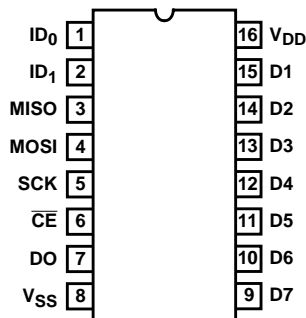 ID0 1 16 VDD
ID1 2 15 D1
MISO 3 14 D2
MOSI 4 13 D3
SCK 5 12 D4
C̅E̅ 6 11 D5
DO 7 10 D6
VSS 8 9 D7